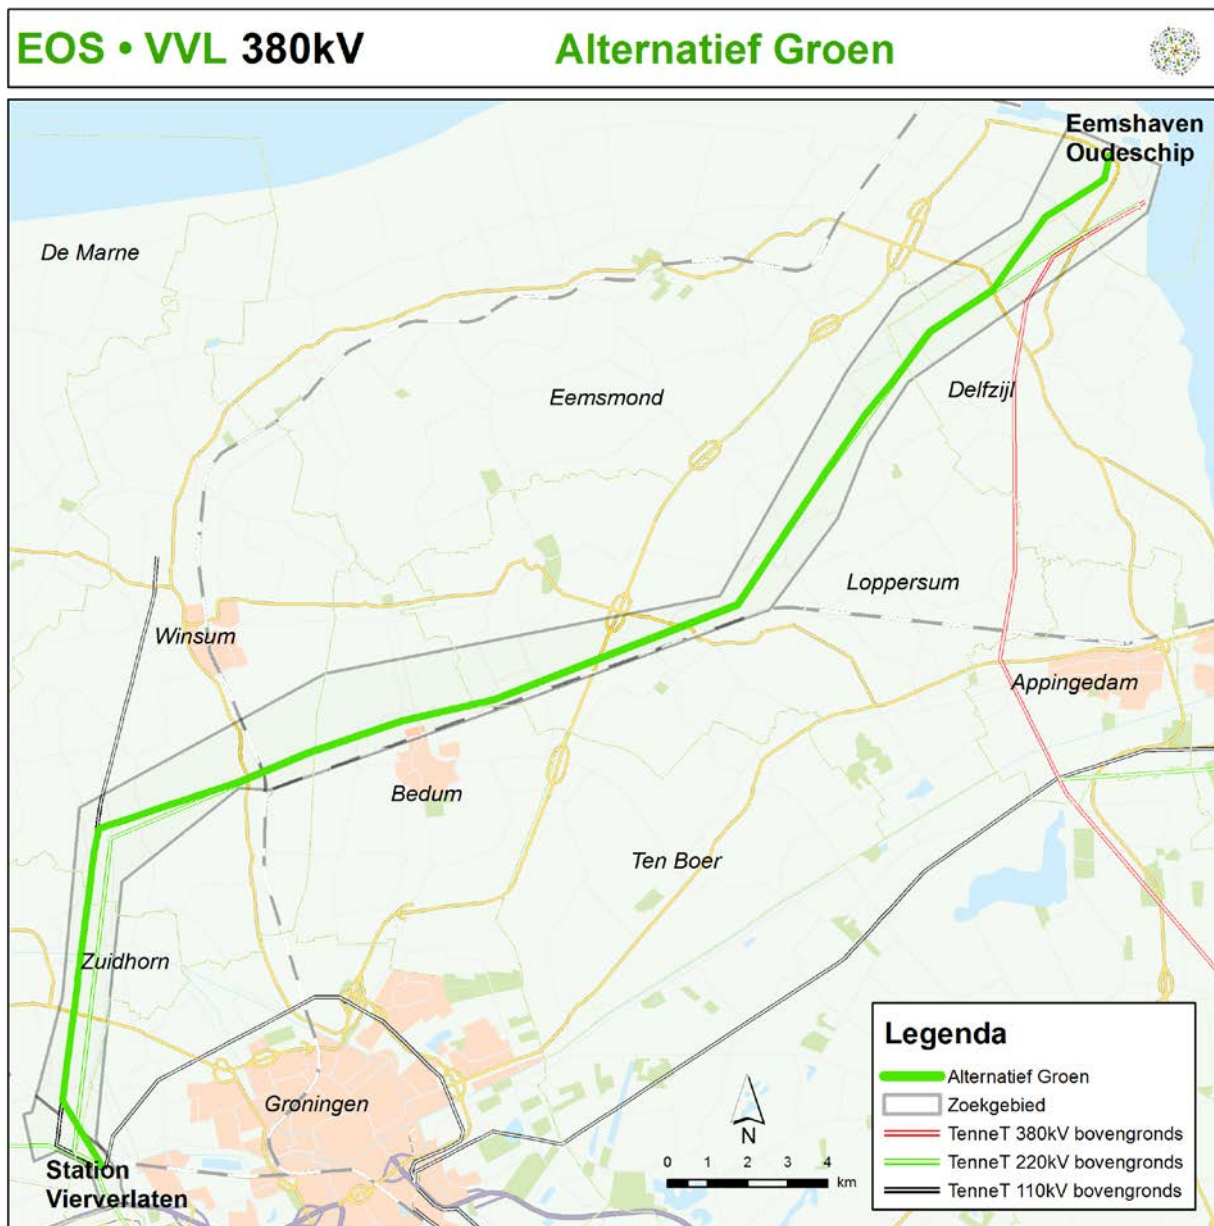 EOS • VVL 380kV
Alternatief Groen
Eemshaven
Oudeschip
De Marne
Eemsmond
Delfzijl
Loppersum
Winsum
Appingedam
Bedum
Ten Boer
Zuidhorn
Groningen
Station
Vierverlaten
N
0 1 2 3 4
km
Legenda
Alternatief Groen
Zoekgebied
TenneT 380kV bovengronds
TenneT 220kV bovengronds
TenneT 110kV bovengronds